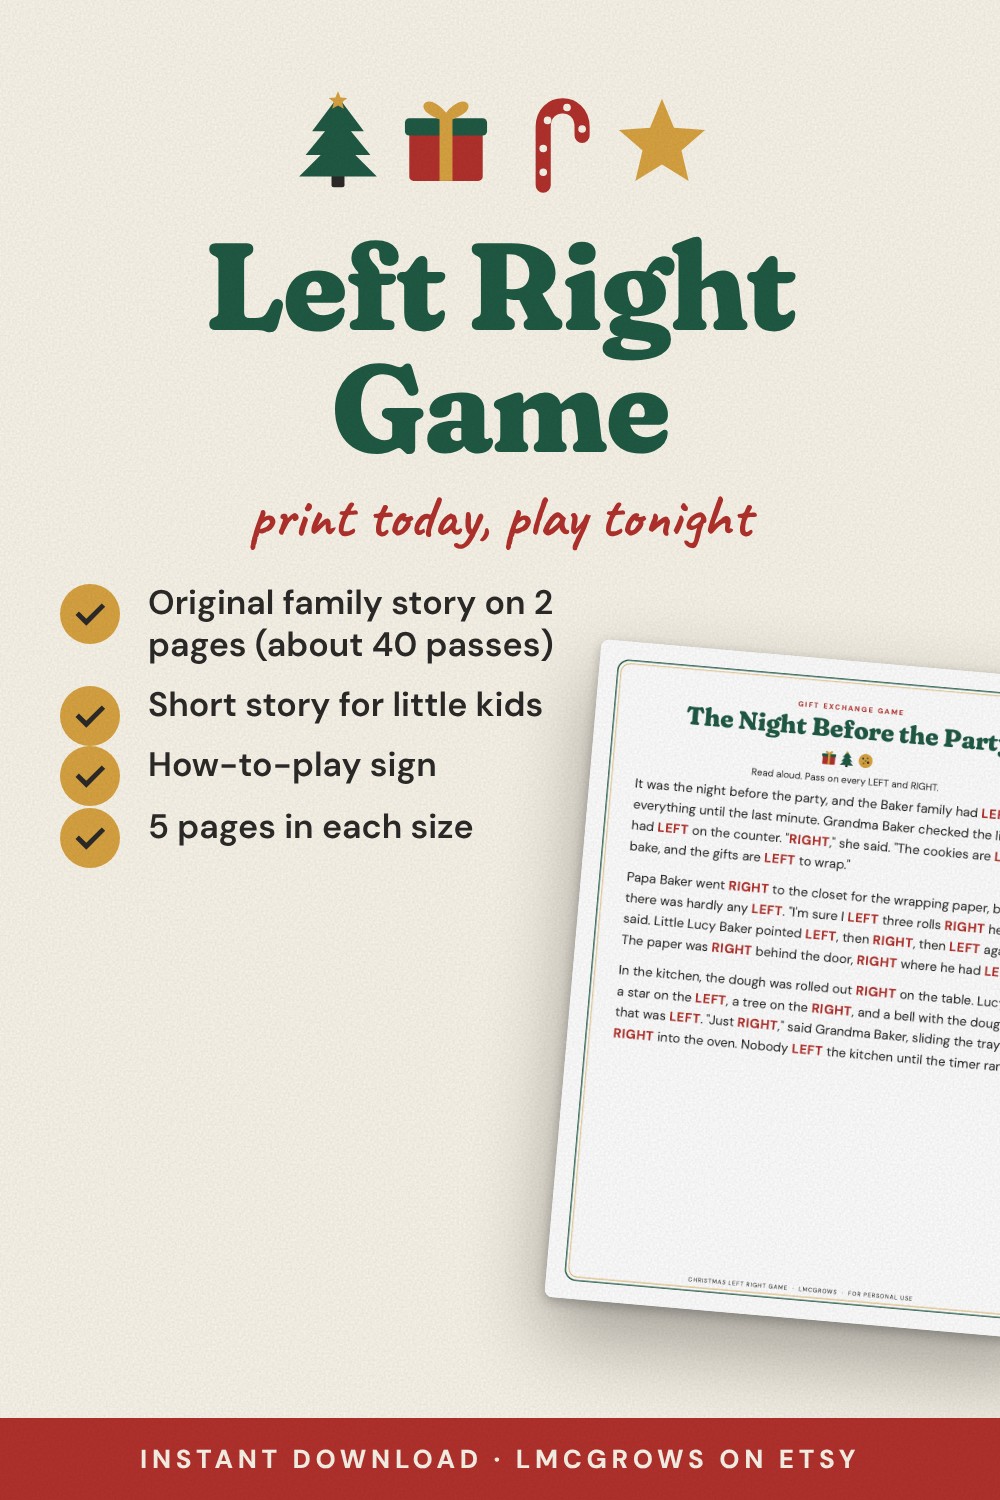 Left Right
Game
print today, play tonight
Original family story on 2
pages (about 40 passes)
Short story for little kids
How-to-play sign
5 pages in each size
GIFT EXCHANGE GAME
The Night Before the Party
Read aloud. Pass on every LEFT and RIGHT.
It was the night before the party, and the Baker family had
everything until the last minute. Grandma Baker checked the
had LEFT on the counter. "RIGHT," she said. "The cookies are
bake, and the gifts are LEFT to wrap."
Papa Baker went RIGHT to the closet for the wrapping paper,
there was hardly any LEFT. "I'm sure I LEFT three rolls RIGHT
said. Little Lucy Baker pointed LEFT, then RIGHT, then LEFT
The paper was RIGHT behind the door, RIGHT where he had
In the kitchen, the dough was rolled out RIGHT on the table.
a star on the LEFT, a tree on the RIGHT, and a bell with the
that was LEFT. "Just RIGHT," said Grandma Baker, sliding the tray
RIGHT into the oven. Nobody LEFT the kitchen until the timer
CHRISTMAS LEFT RIGHT GAME · LMCGROWS · FOR PERSONAL USE
INSTANT DOWNLOAD · LMCGROWS ON ETSY